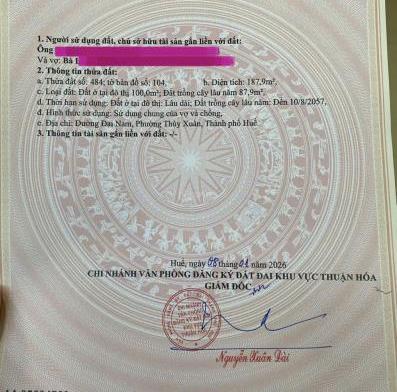 1. Người sử dụng đất, chủ sở hữu tài sản gắn liền với đất:
Ông
Và vợ: Bà
2. Thông tin thửa đất:
a. Thửa đất số: 484; tờ bản đồ số: 104, b. Diện tích: 187,9m²,
c. Loại đất: Đất ở tại đô thị 100,0m²; Đất trồng cây lâu năm 87,9m²,
d. Thời hạn sử dụng: Đất ở tại đô thị: Lâu dài; Đất trồng cây lâu năm: Đến 10/8/2057,
đ. Hình thức sử dụng: Sử dụng chung của vợ và chồng,
e. Địa chỉ: Đường Đại Nam, Phường Thủy Xuân, Thành phố Huế.
3. Thông tin tài sản gắn liền với đất: -/-
Huế, ngày 08 tháng 01 năm 2026
CHI NHÁNH VĂN PHÒNG ĐĂNG KÝ ĐẤT ĐAI KHU VỰC THUẬN HÓA
GIÁM ĐỐC
Nguyễn Xuân Đài